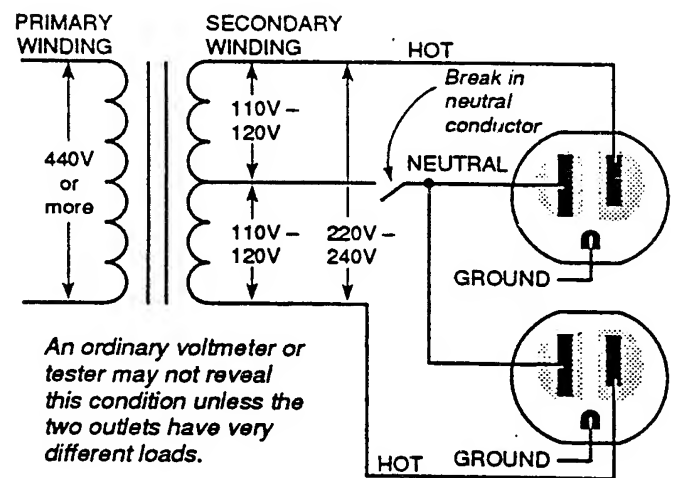 PRIMARY
WINDING
SECONDARY
WINDING
HOT
Break in
neutral
conductor
110V –
120V
440V
or
more
NEUTRAL
110V –
120V
220V –
240V
GROUND
An ordinary voltmeter or
tester may not reveal
this condition unless the
two outlets have very
different loads.
HOT
GROUND